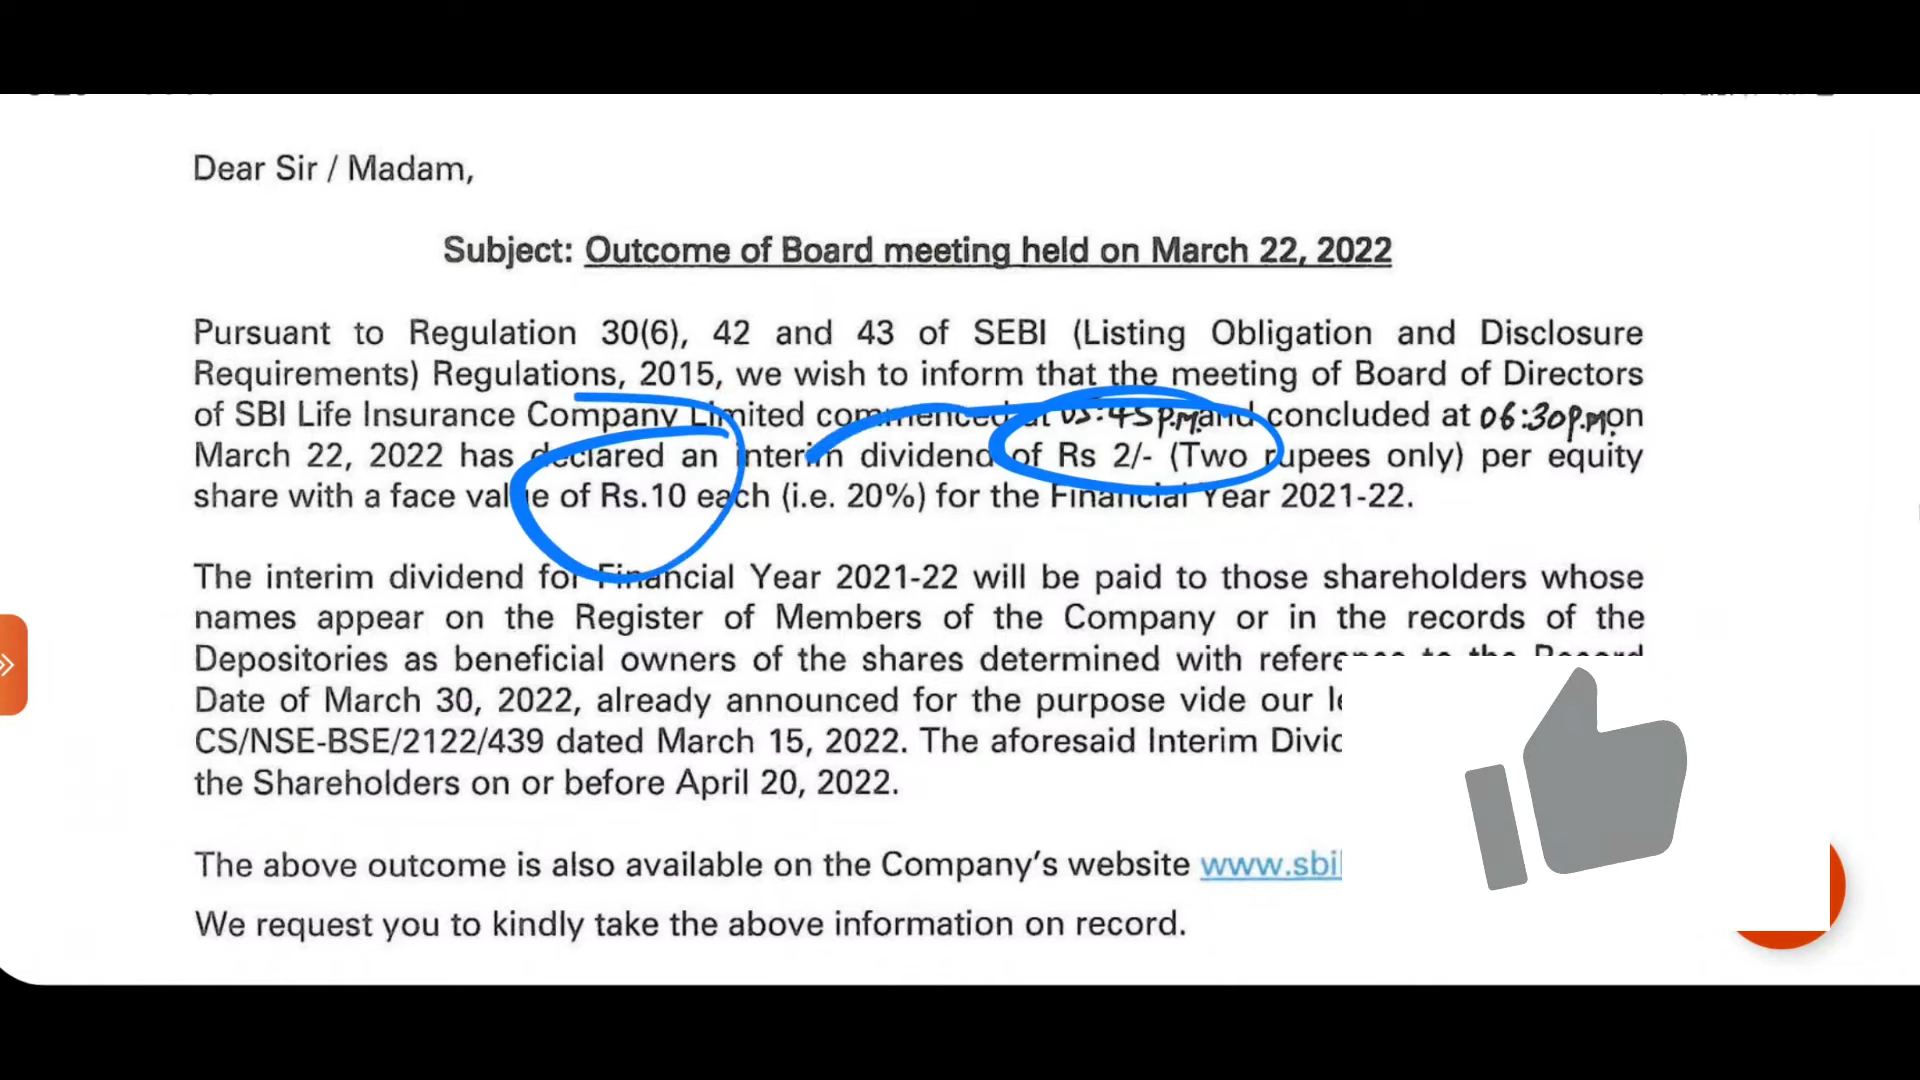 Dear Sir / Madam,
Subject: Outcome of Board meeting held on March 22, 2022
Pursuant to Regulation 30(6), 42 and 43 of SEBI (Listing Obligation and Disclosure
Requirements) Regulations, 2015, we wish to inform that the meeting of Board of Directors
of SBI Life Insurance Company Limited commenced at 05:45p.m. and concluded at 06:30p.m. on
March 22, 2022 has declared an interim dividend of Rs 2/- (Two rupees only) per equity
share with a face value of Rs.10 each (i.e. 20%) for the Financial Year 2021-22.
The interim dividend for Financial Year 2021-22 will be paid to those shareholders whose
names appear on the Register of Members of the Company or in the records of the
Depositories as beneficial owners of the shares determined with reference to the Record
Date of March 30, 2022, already announced for the purpose vide our
CS/NSE-BSE/2122/439 dated March 15, 2022. The aforesaid Interim
the Shareholders on or before April 20, 2022.
The above outcome is also available on the Company's website www.sbi
We request you to kindly take the above information on record.